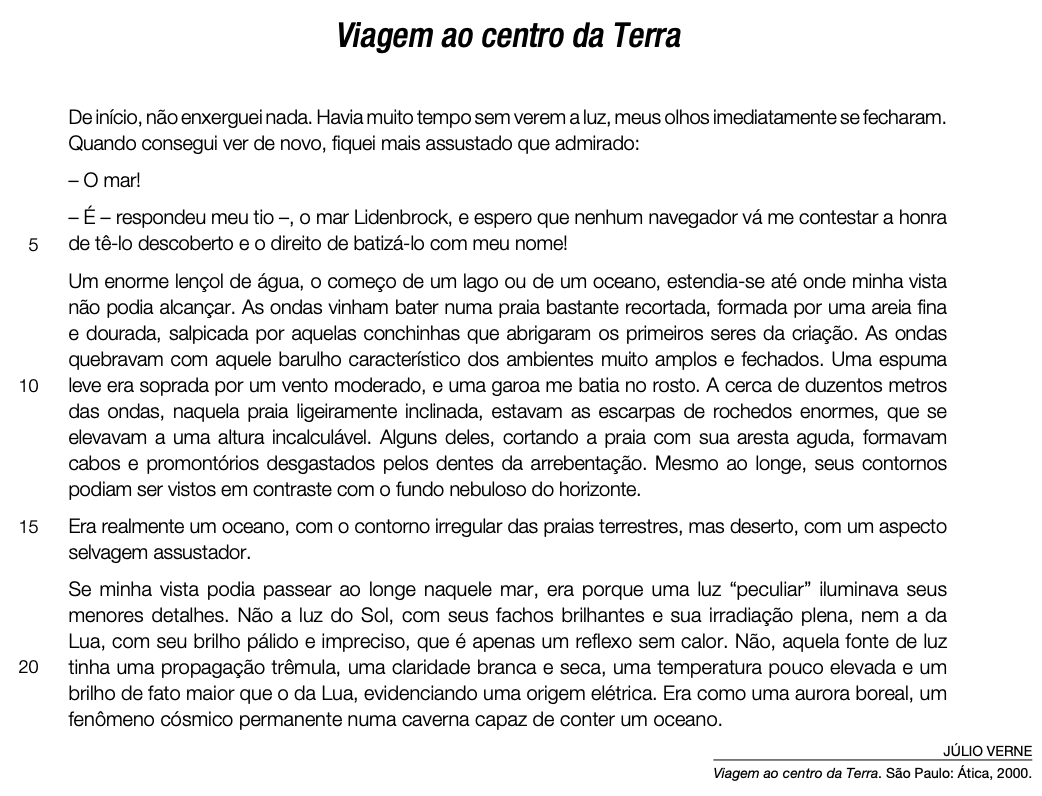 Viagem ao centro da Terra
De início, não enxerguei nada. Havia muito tempo sem verem a luz, meus olhos imediatamente se fecharam.
Quando consegui ver de novo, fiquei mais assustado que admirado:
– O mar!
– É – respondeu meu tio –, o mar Lidenbrock, e espero que nenhum navegador vá me contestar a honra
5 de tê-lo descoberto e o direito de batizá-lo com meu nome!
Um enorme lençol de água, o começo de um lago ou de um oceano, estendia-se até onde minha vista
não podia alcançar. As ondas vinham bater numa praia bastante recortada, formada por uma areia fina
e dourada, salpicada por aquelas conchinhas que abrigaram os primeiros seres da criação. As ondas
quebravam com aquele barulho característico dos ambientes muito amplos e fechados. Uma espuma
10 leve era soprada por um vento moderado, e uma garoa me batia no rosto. A cerca de duzentos metros
das ondas, naquela praia ligeiramente inclinada, estavam as escarpas de rochedos enormes, que se
elevavam a uma altura incalculável. Alguns deles, cortando a praia com sua aresta aguda, formavam
cabos e promontórios desgastados pelos dentes da arrebentação. Mesmo ao longe, seus contornos
podiam ser vistos em contraste com o fundo nebuloso do horizonte.
15 Era realmente um oceano, com o contorno irregular das praias terrestres, mas deserto, com um aspecto
selvagem assustador.
Se minha vista podia passear ao longe naquele mar, era porque uma luz “peculiar” iluminava seus
menores detalhes. Não a luz do Sol, com seus fachos brilhantes e sua irradiação plena, nem a da
Lua, com seu brilho pálido e impreciso, que é apenas um reflexo sem calor. Não, aquela fonte de luz
20 tinha uma propagação trêmula, uma claridade branca e seca, uma temperatura pouco elevada e um
brilho de fato maior que o da Lua, evidenciando uma origem elétrica. Era como uma aurora boreal, um
fenômeno cósmico permanente numa caverna capaz de conter um oceano.
JÚLIO VERNE
Viagem ao centro da Terra. São Paulo: Ática, 2000.